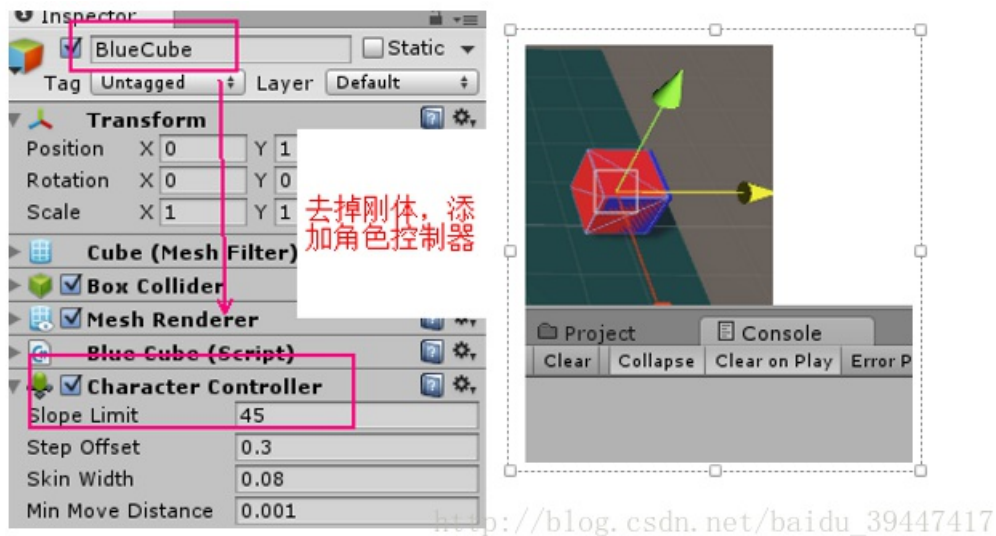 Inspector
BlueCube
Static
Tag Untagged Layer Default
Transform
Position X 0 Y 1
Rotation X 0 Y 0
Scale X 1 Y 1
去掉刚体，添
加角色控制器
Cube (Mesh Filter)
Box Collider
Mesh Renderer
Blue Cube (Script)
Character Controller
Slope Limit 45
Step Offset 0.3
Skin Width 0.08
Min Move Distance 0.001
Project Console
Clear Collapse Clear on Play Error P
http://blog.csdn.net/baidu_39447417